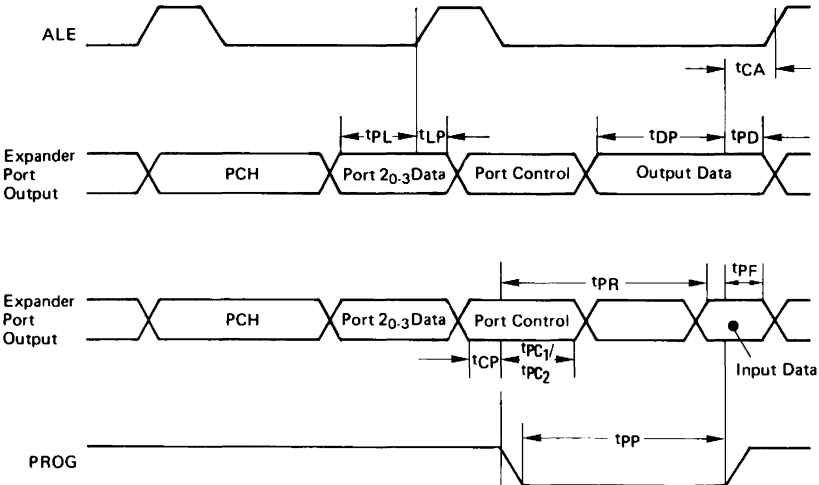 ALE
tCA
tPL tLP tDP tPD
Expander
Port
Output
PCH Port 20-3Data Port Control Output Data
tPR tPF
Expander
Port
Output
PCH Port 20-3Data Port Control
tCP tPC1/
tPC2
Input Data
tPP
PROG